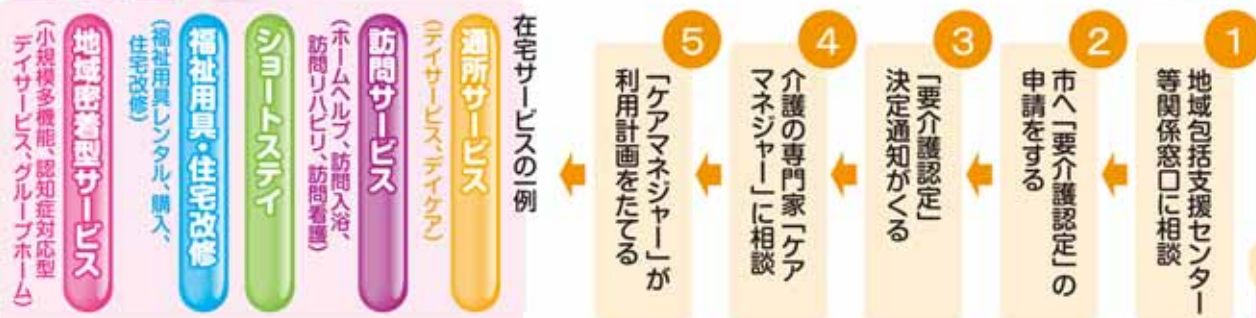 1
地域包括支援センター
等関係窓口に相談
2
市へ「要介護認定」の
申請をする
3
「要介護認定」
決定通知がくる
4
介護の専門家「ケア
マネジャー」に相談
5
「ケアマネジャー」が
利用計画をたてる
在宅サービスの一例
通所サービス
(デイサービス、デイケア)
訪問サービス
(ホームヘルプ、訪問入浴、
訪問リハビリ、訪問看護)
ショートステイ
福祉用具・住宅改修
(福祉用具レンタル、購入、
住宅改修)
地域密着型サービス
(小規模多機能、認知症対応型
デイサービス、グループホーム)